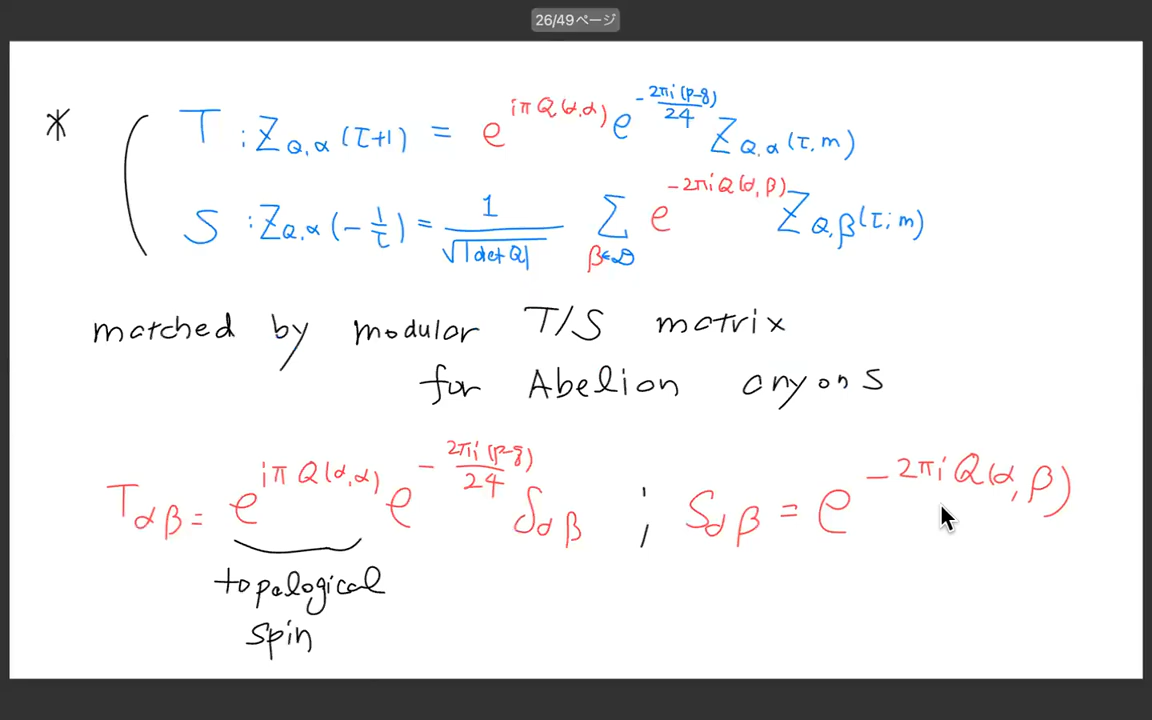 26/49ページ
* T : Z_{Q,α}(τ+1) = e^{iπQ(α,α)} e^{-2πi(p-q)/24} Z_{Q,α}(τ,m)
S : Z_{Q,α}(-1/τ) = 1/√|det Q| Σ_{β∈𝒟} e^{-2πiQ(α,β)} Z_{Q,β}(τ;m)
matched by modular T/S matrix
for Abelion anyons
T_{αβ} = e^{iπQ(α,α)} e^{-2πi(p-q)/24} δ_{αβ} ; S_{αβ} = e^{-2πiQ(α,β)}
topological
spin